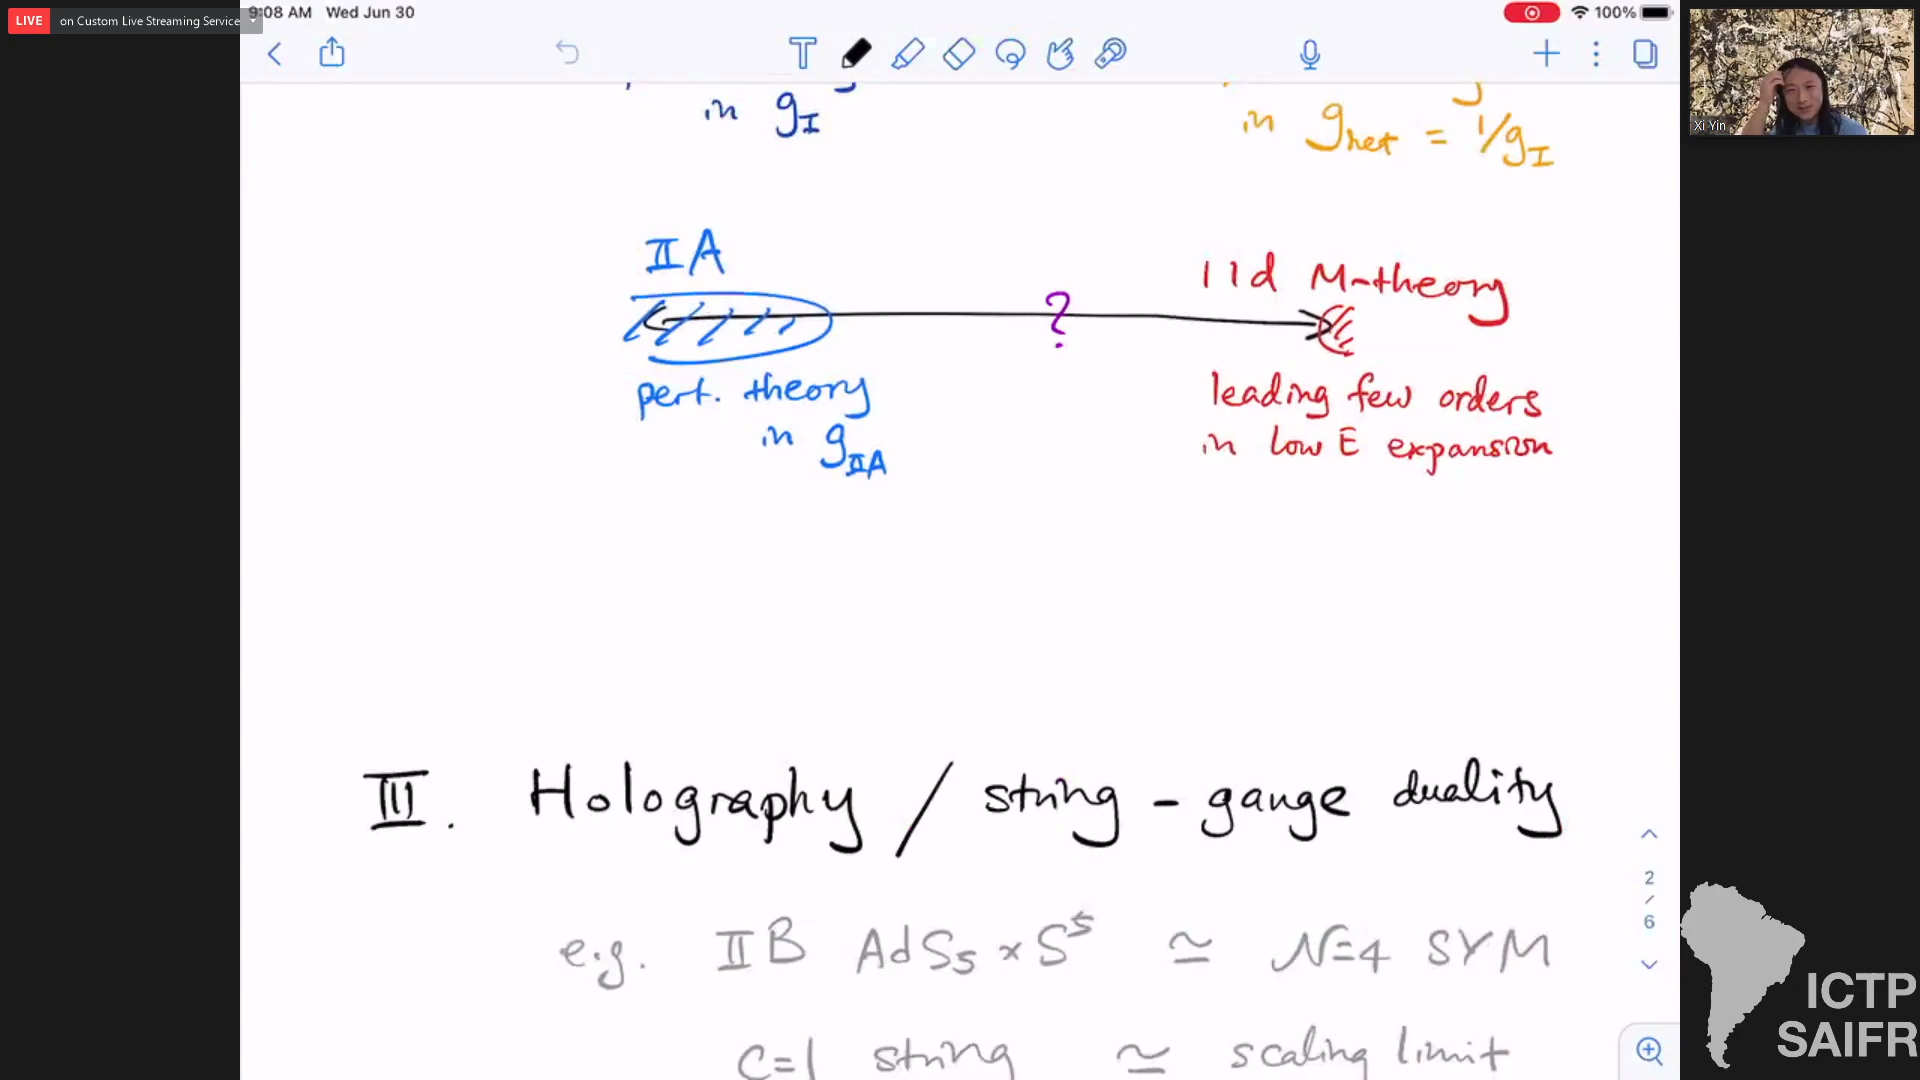 LIVE on Custom Live Streaming Service
9:08 AM Wed Jun 30
100%
Xi Yin
in g_I
in g_het = 1/g_I
IIA
11d M-theory
?
pert. theory
in g_IIA
leading few orders
in low E expansion
III. Holography / string - gauge duality
e.g. IIB AdS₅ × S⁵ ≃ N=4 SYM
c=1 string ≃ scaling limit
2
/
6
ICTP
SAIFR